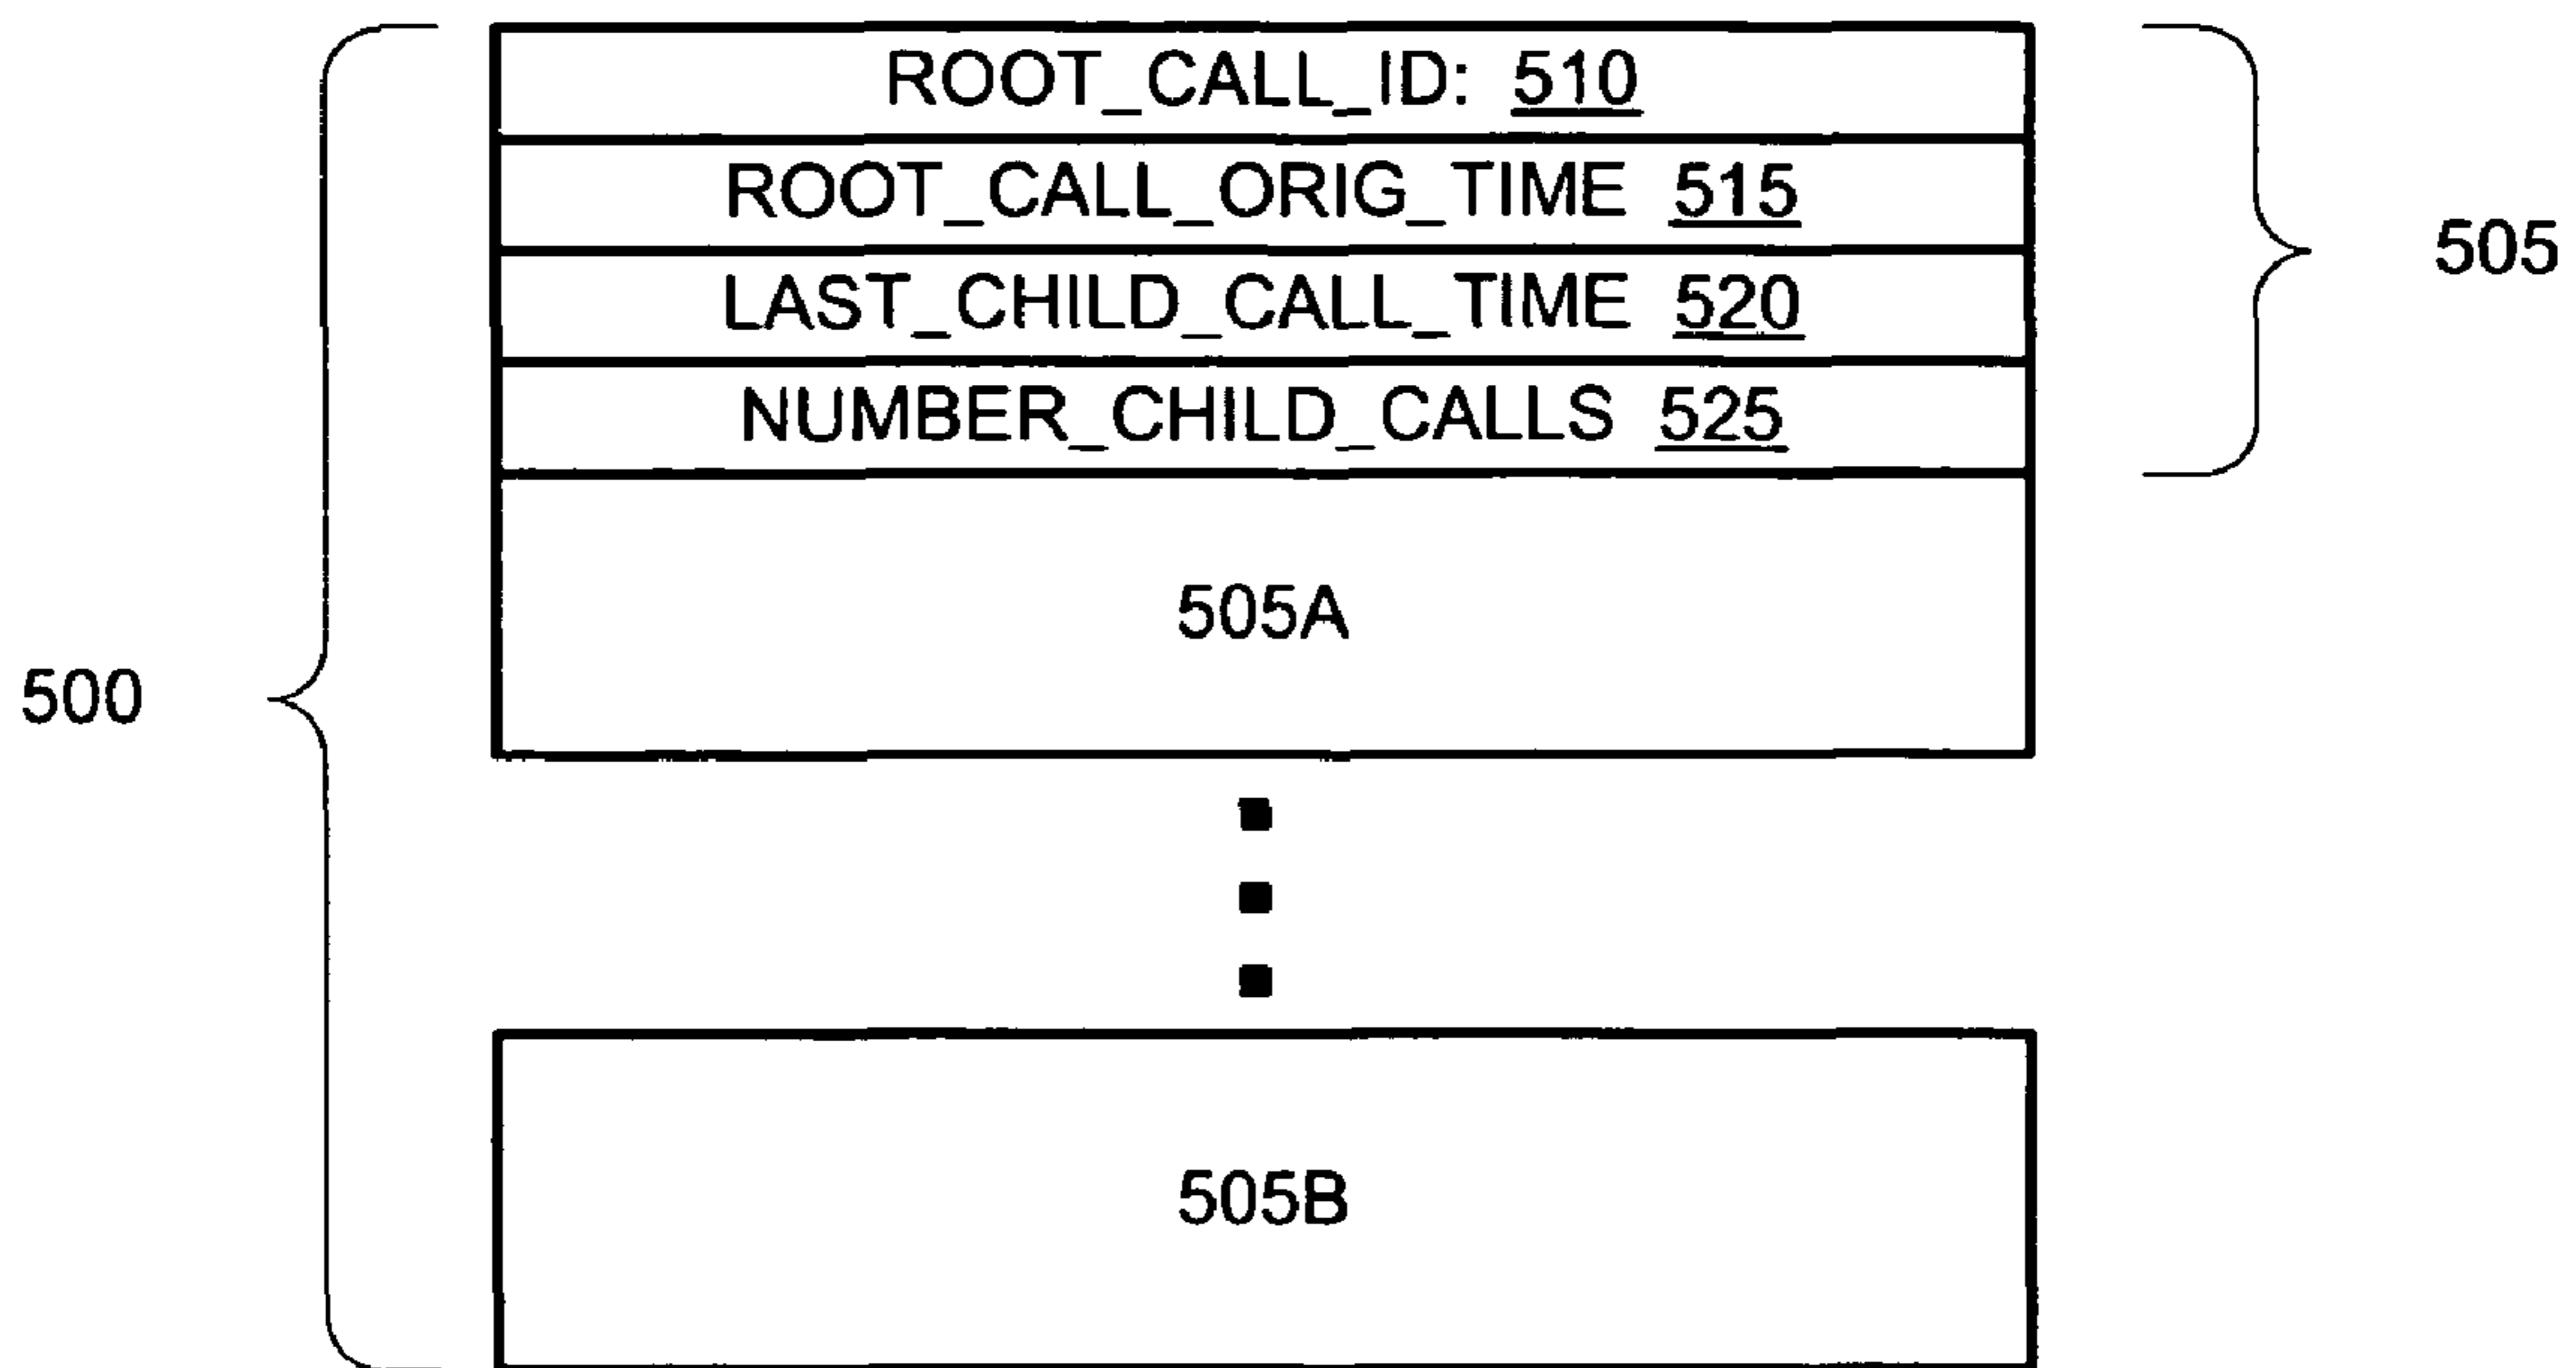 ROOT_CALL_ID: 510
ROOT_CALL_ORIG_TIME 515
505
LAST_CHILD_CALL_TIME 520
NUMBER_CHILD_CALLS 525
505A
500
505B